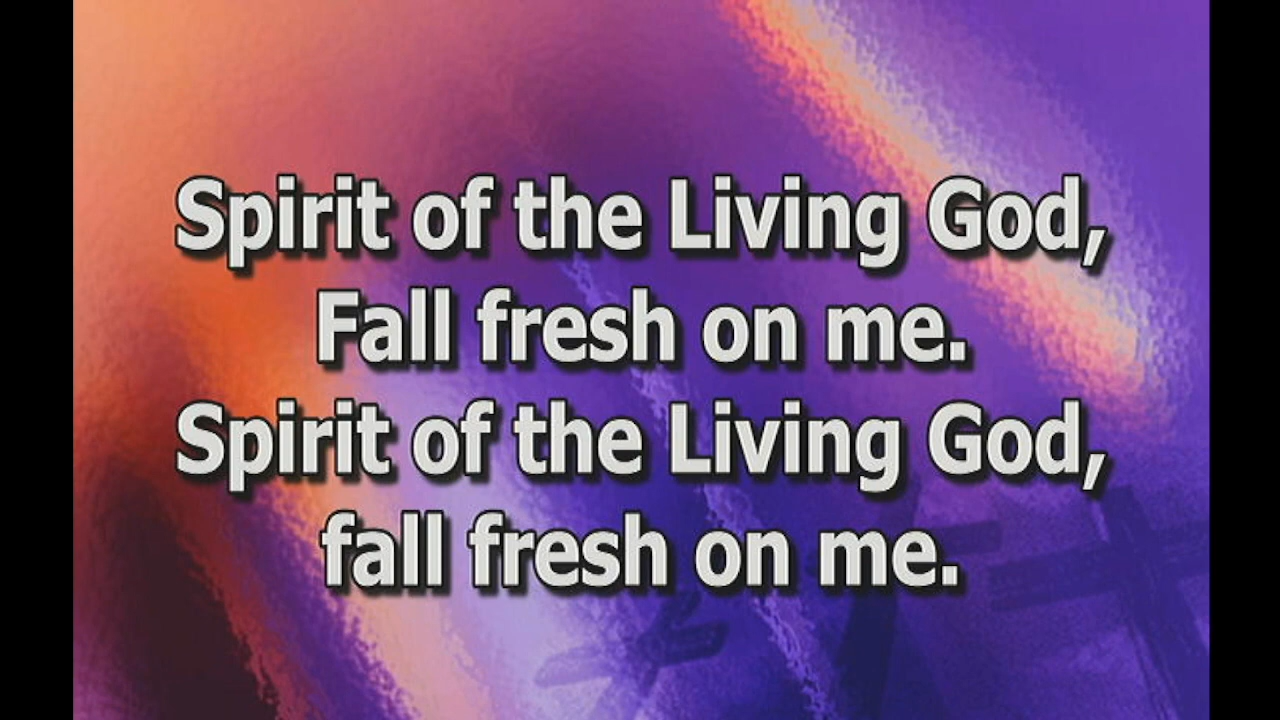 Spirit of the Living God,
Fall fresh on me.
Spirit of the Living God,
fall fresh on me.